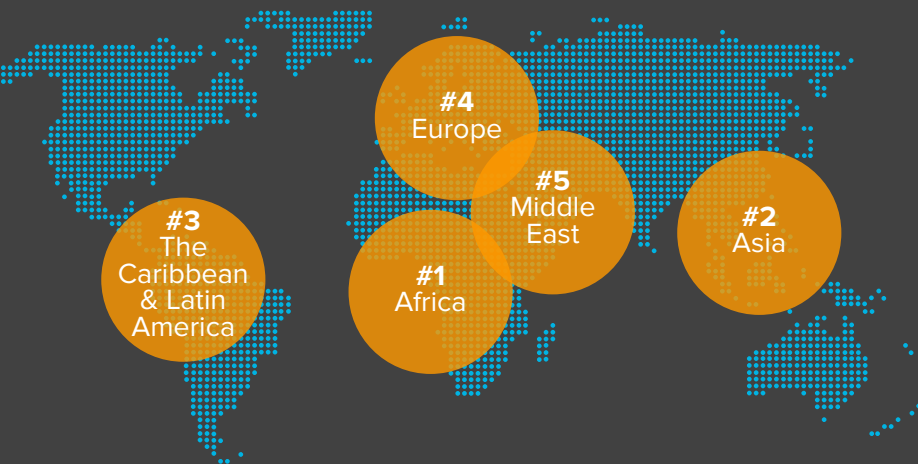 #4
Europe
#5
Middle
East
#3
The
Caribbean
& Latin
America
#2
Asia
#1
Africa